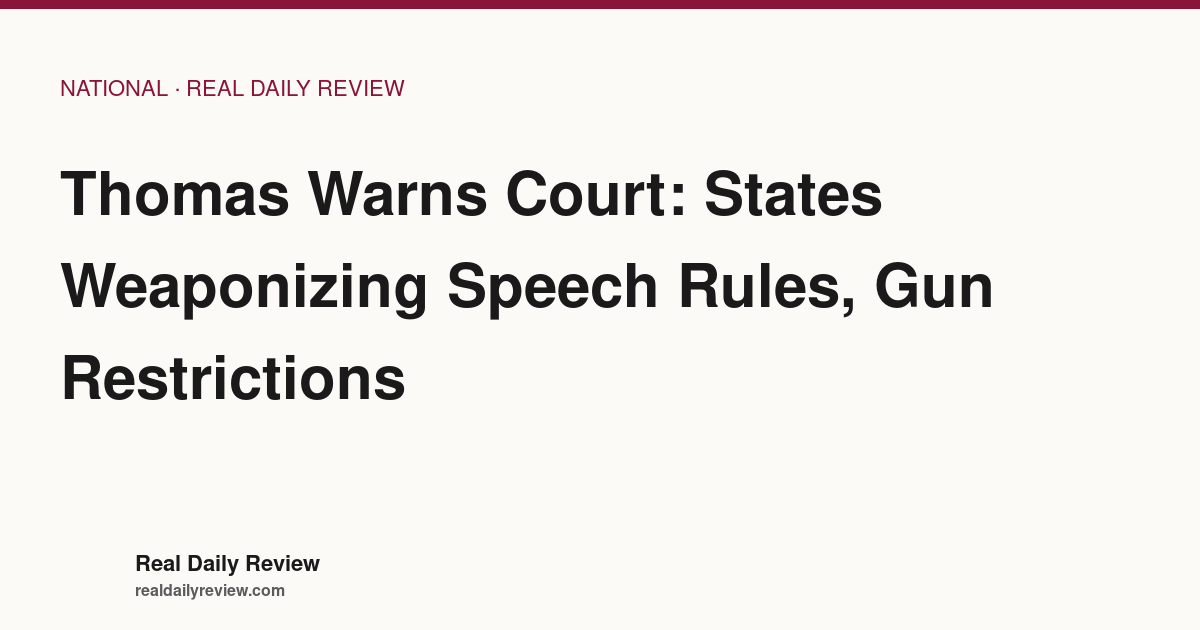 NATIONAL · REAL DAILY REVIEW
Thomas Warns Court: States
Weaponizing Speech Rules, Gun
Restrictions
Real Daily Review
realdailyreview.com